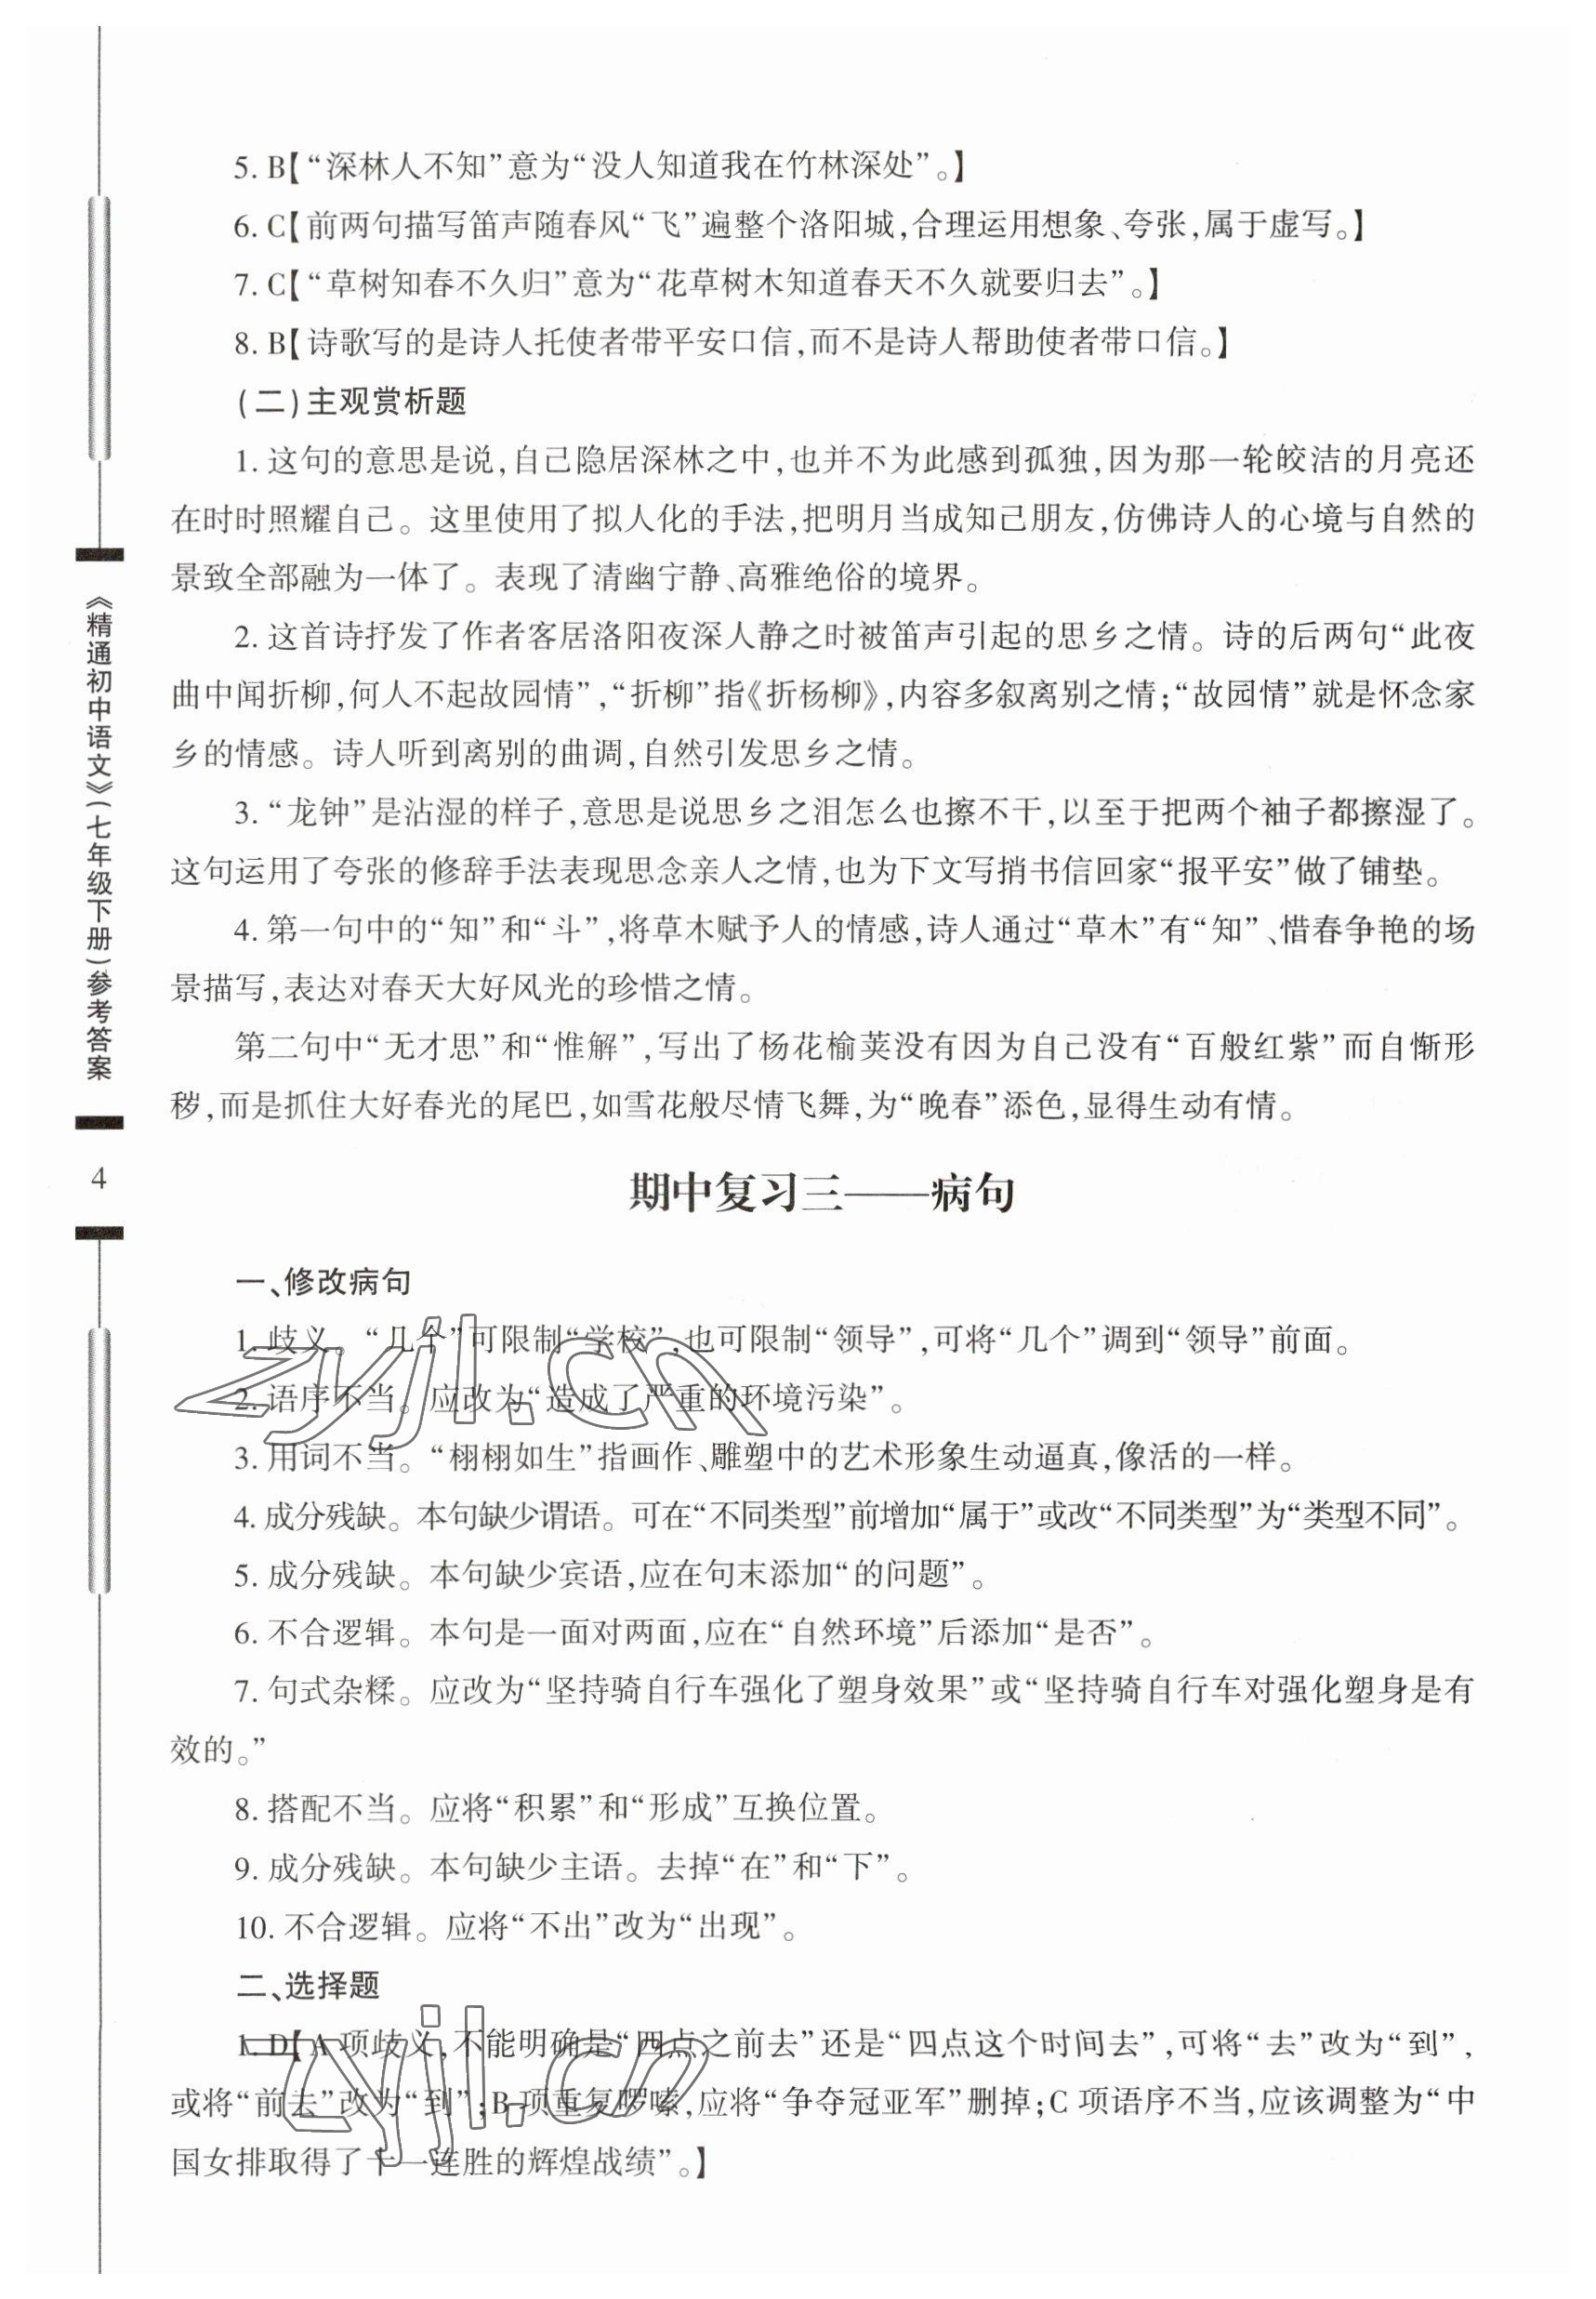 5. B【“深林人不知”意为“没人知道我在竹林深处”。】
6. C【前两句描写笛声随春风“飞”遍整个洛阳城,合理运用想象、夸张,属于虚写。】
7. C【“草树知春不久归”意为“花草树木知道春天不久就要归去”。】
8. B【诗歌写的是诗人托使者带平安口信,而不是诗人帮助使者带口信。】
(二)主观赏析题
1. 这句的意思是说,自己隐居深林之中,也并不为此感到孤独,因为那一轮皎洁的月亮还
在时时照耀自己。这里使用了拟人化的手法,把明月当成知己朋友,仿佛诗人的心境与自然的
景致全部融为一体了。表现了清幽宁静、高雅绝俗的境界。
2. 这首诗抒发了作者客居洛阳夜深人静之时被笛声引起的思乡之情。诗的后两句“此夜
曲中闻折柳,何人不起故园情”,“折柳”指《折杨柳》,内容多叙离别之情;“故园情”就是怀念家
乡的情感。诗人听到离别的曲调,自然引发思乡之情。
3. “龙钟”是沾湿的样子,意思是说思乡之泪怎么也擦不干,以至于把两个袖子都擦湿了。
这句运用了夸张的修辞手法表现思念亲人之情,也为下文写捎书信回家“报平安”做了铺垫。
4. 第一句中的“知”和“斗”,将草木赋予人的情感,诗人通过“草木”有“知”、惜春争艳的场
景描写,表达对春天大好风光的珍惜之情。
第二句中“无才思”和“惟解”,写出了杨花榆荚没有因为自己没有“百般红紫”而自惭形
秽,而是抓住大好春光的尾巴,如雪花般尽情飞舞,为“晚春”添色,显得生动有情。
《精通初中语文》(七年级下册)参考答案
4
期中复习三——病句
一、修改病句
1. 歧义。“几个”可限制“学校”,也可限制“领导”,可将“几个”调到“领导”前面。
2. 语序不当。应改为“造成了严重的环境污染”。
3. 用词不当。“栩栩如生”指画作、雕塑中的艺术形象生动逼真,像活的一样。
4. 成分残缺。本句缺少谓语。可在“不同类型”前增加“属于”或改“不同类型”为“类型不同”。
5. 成分残缺。本句缺少宾语,应在句末添加“的问题”。
6. 不合逻辑。本句是一面对两面,应在“自然环境”后添加“是否”。
7. 句式杂糅。应改为“坚持骑自行车强化了塑身效果”或“坚持骑自行车对强化塑身是有
效的。”
8. 搭配不当。应将“积累”和“形成”互换位置。
9. 成分残缺。本句缺少主语。去掉“在”和“下”。
10. 不合逻辑。应将“不出”改为“出现”。
二、选择题
1. D【A 项歧义,不能明确是“四点之前去”还是“四点这个时间去”,可将“去”改为“到”,
或将“前去”改为“到”;B 项重复啰嗦,应将“争夺冠亚军”删掉;C 项语序不当,应该调整为“中
国女排取得了十一连胜的辉煌战绩”。】
zyjl.cn
zyjl.cn